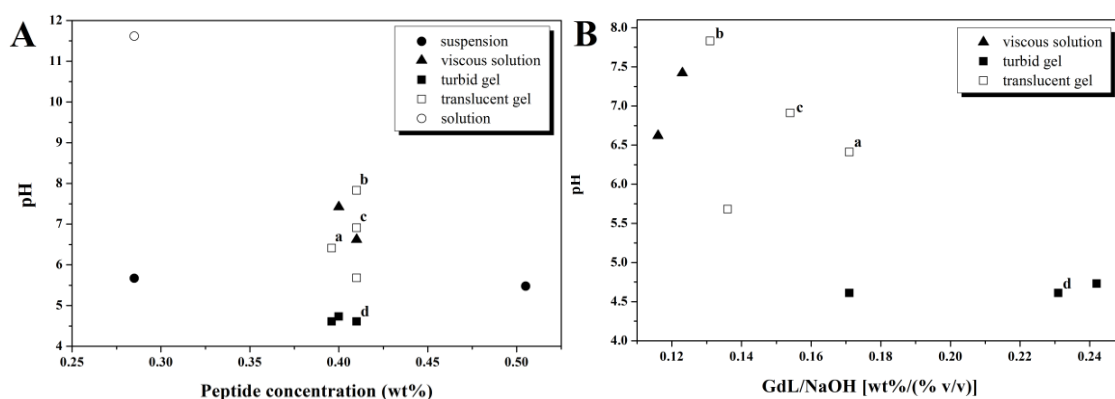 A
12
11
10
9
8
7
6
5
4
pH
0.25
0.30
0.35
0.40
0.45
0.50
Peptide concentration (wt%)
suspension
viscous solution
turbid gel
translucent gel
solution
b
c
a
d
B
8.0
7.5
7.0
6.5
6.0
5.5
5.0
4.5
4.0
pH
0.12
0.14
0.16
0.18
0.20
0.22
0.24
GdL/NaOH [wt%/(% v/v)]
viscous solution
turbid gel
translucent gel
b
c
a
d